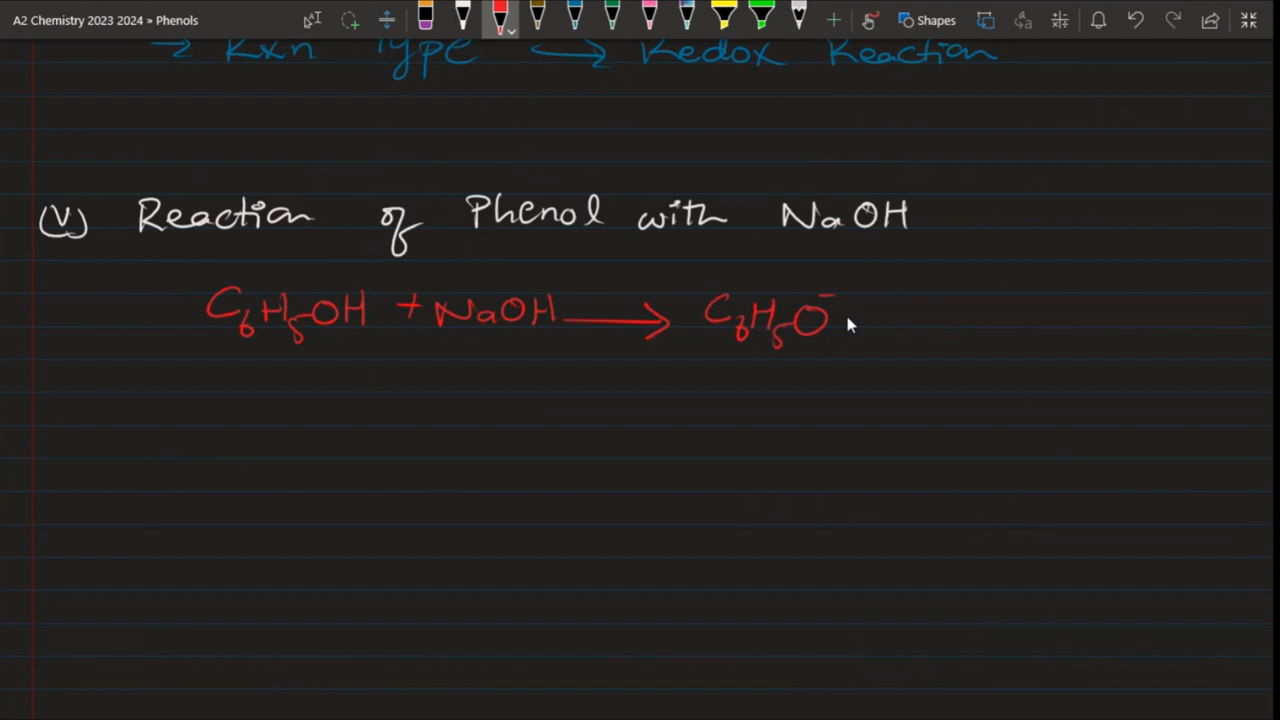 A2 Chemistry 2023 2024 » Phenols
Shapes
→ Rxn Type → Redox Reaction
(V) Reaction of Phenol with NaOH
C₆H₅OH + NaOH ⟶ C₆H₅O⁻